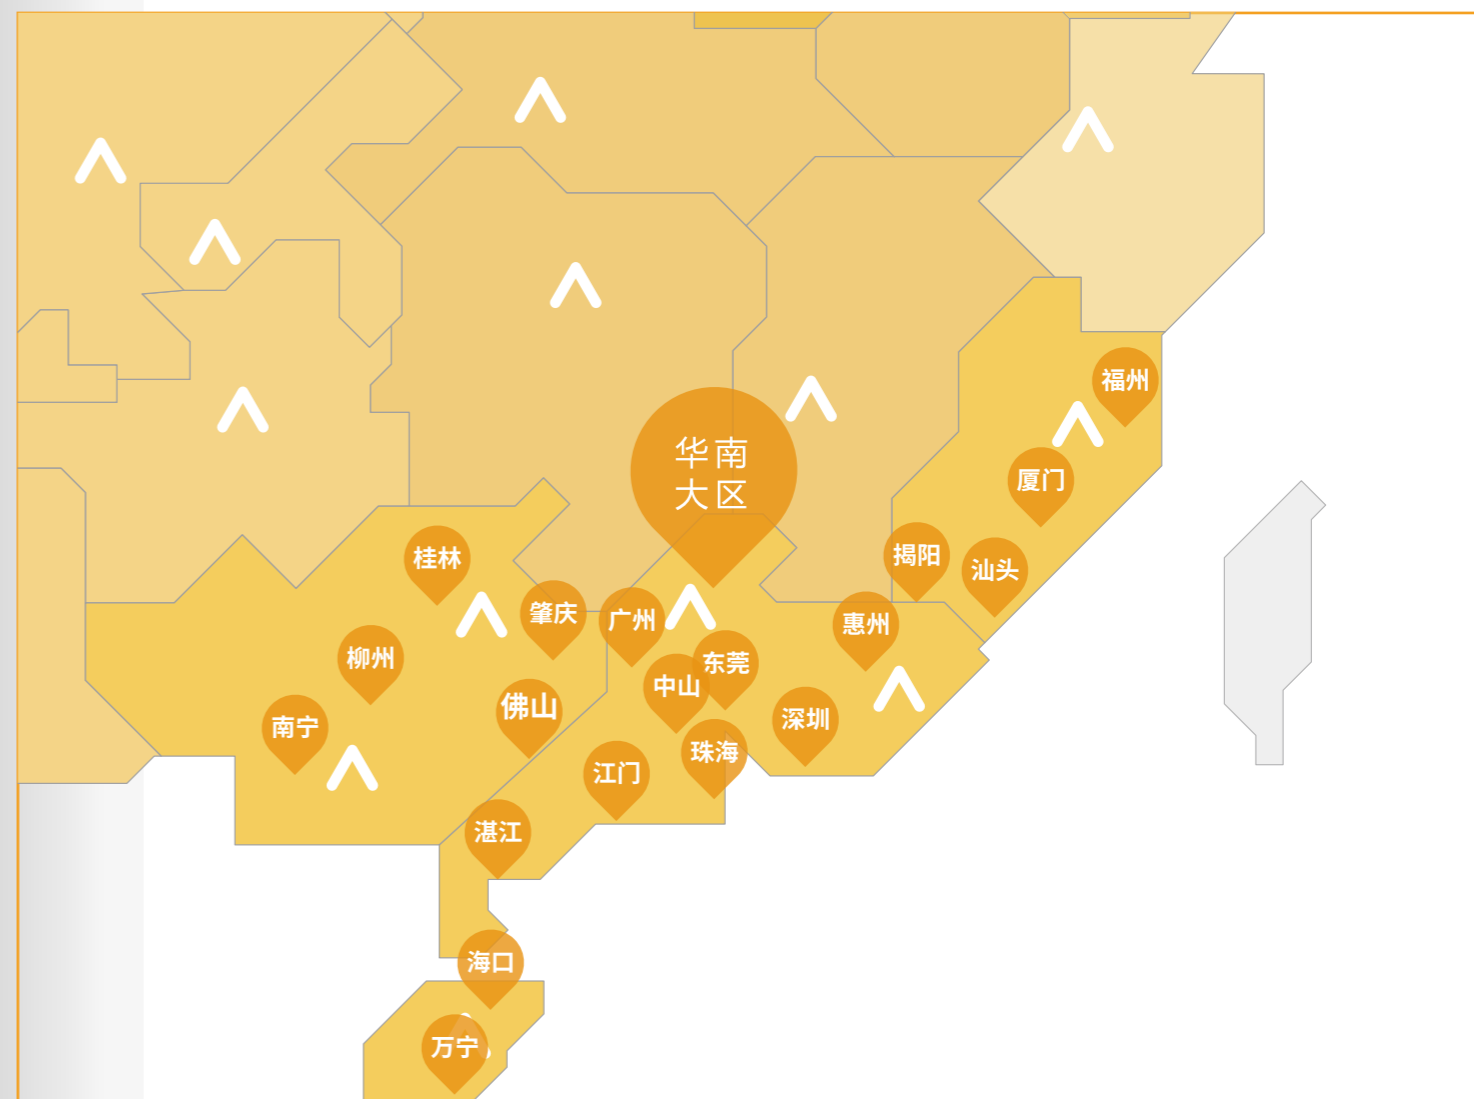 福州
华南
大区
厦门
桂林
揭阳
汕头
肇庆
广州
惠州
柳州
东莞
中山
佛山
深圳
南宁
珠海
江门
湛江
海口
万宁